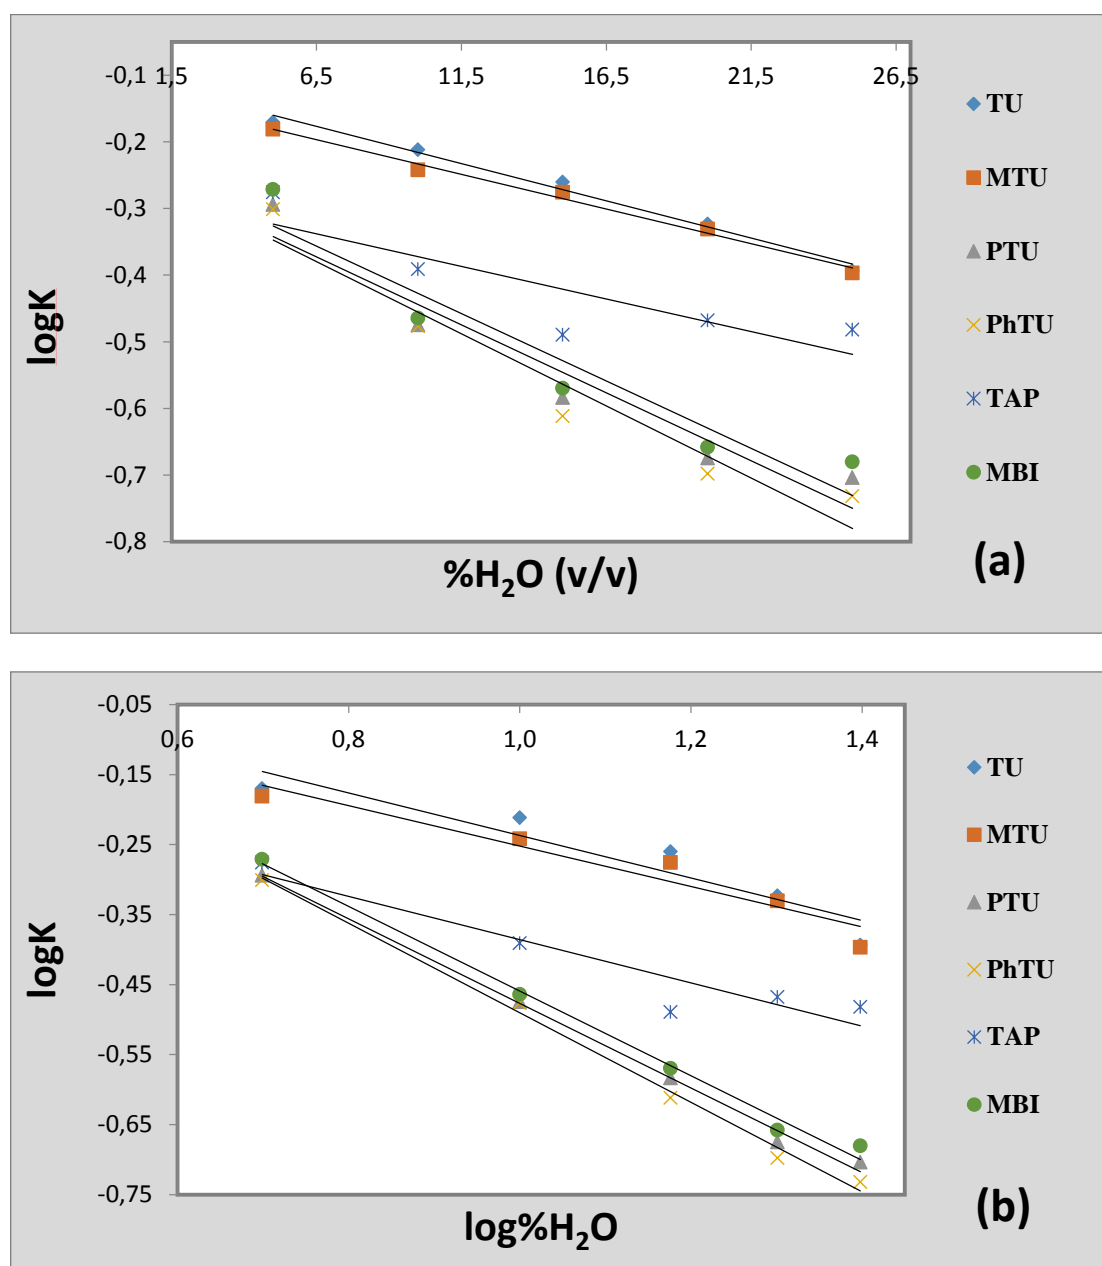 -0,1 1,5 6,5 11,5 16,5 21,5 26,5
-0,2
-0,3
-0,4
-0,5
-0,6
-0,7
-0,8
logK
%H₂O (v/v)
TU
MTU
PTU
PhTU
TAP
MBI
(a)
-0,05
0,6 0,8 1,0 1,2 1,4
-0,15
-0,25
-0,35
-0,45
-0,55
-0,65
-0,75
logK
log%H₂O
TU
MTU
PTU
PhTU
TAP
MBI
(b)